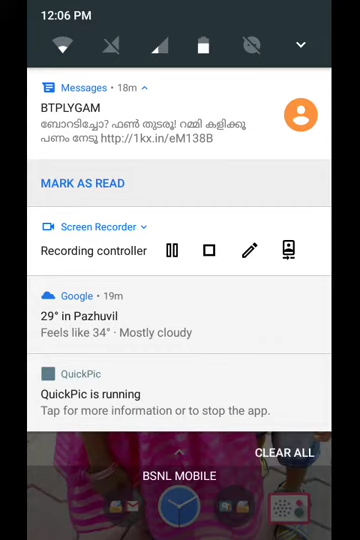 12:06 PM
Messages • 18m
BTPLYGAM
ബോറടിച്ചോ? ഫൺ തുടരൂ! റമ്മി കളിക്കൂ
പണം നേടൂ http://1kx.in/eM138B
MARK AS READ
Screen Recorder
Recording controller
Google • 19m
29° in Pazhuvil
Feels like 34° · Mostly cloudy
QuickPic
QuickPic is running
Tap for more information or to stop the app.
CLEAR ALL
BSNL MOBILE